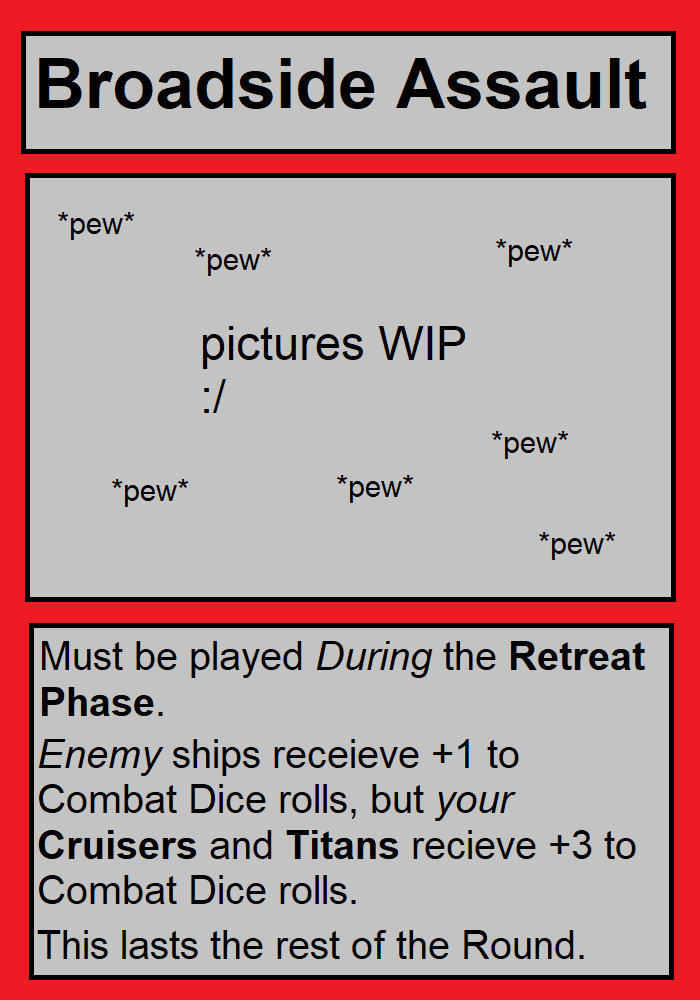 Broadside Assault
*pew*
*pew*
*pew*
pictures WIP
:/
*pew*
*pew*
*pew*
*pew*
Must be played During the Retreat
Phase.
Enemy ships receieve +1 to
Combat Dice rolls, but your
Cruisers and Titans recieve +3 to
Combat Dice rolls.
This lasts the rest of the Round.